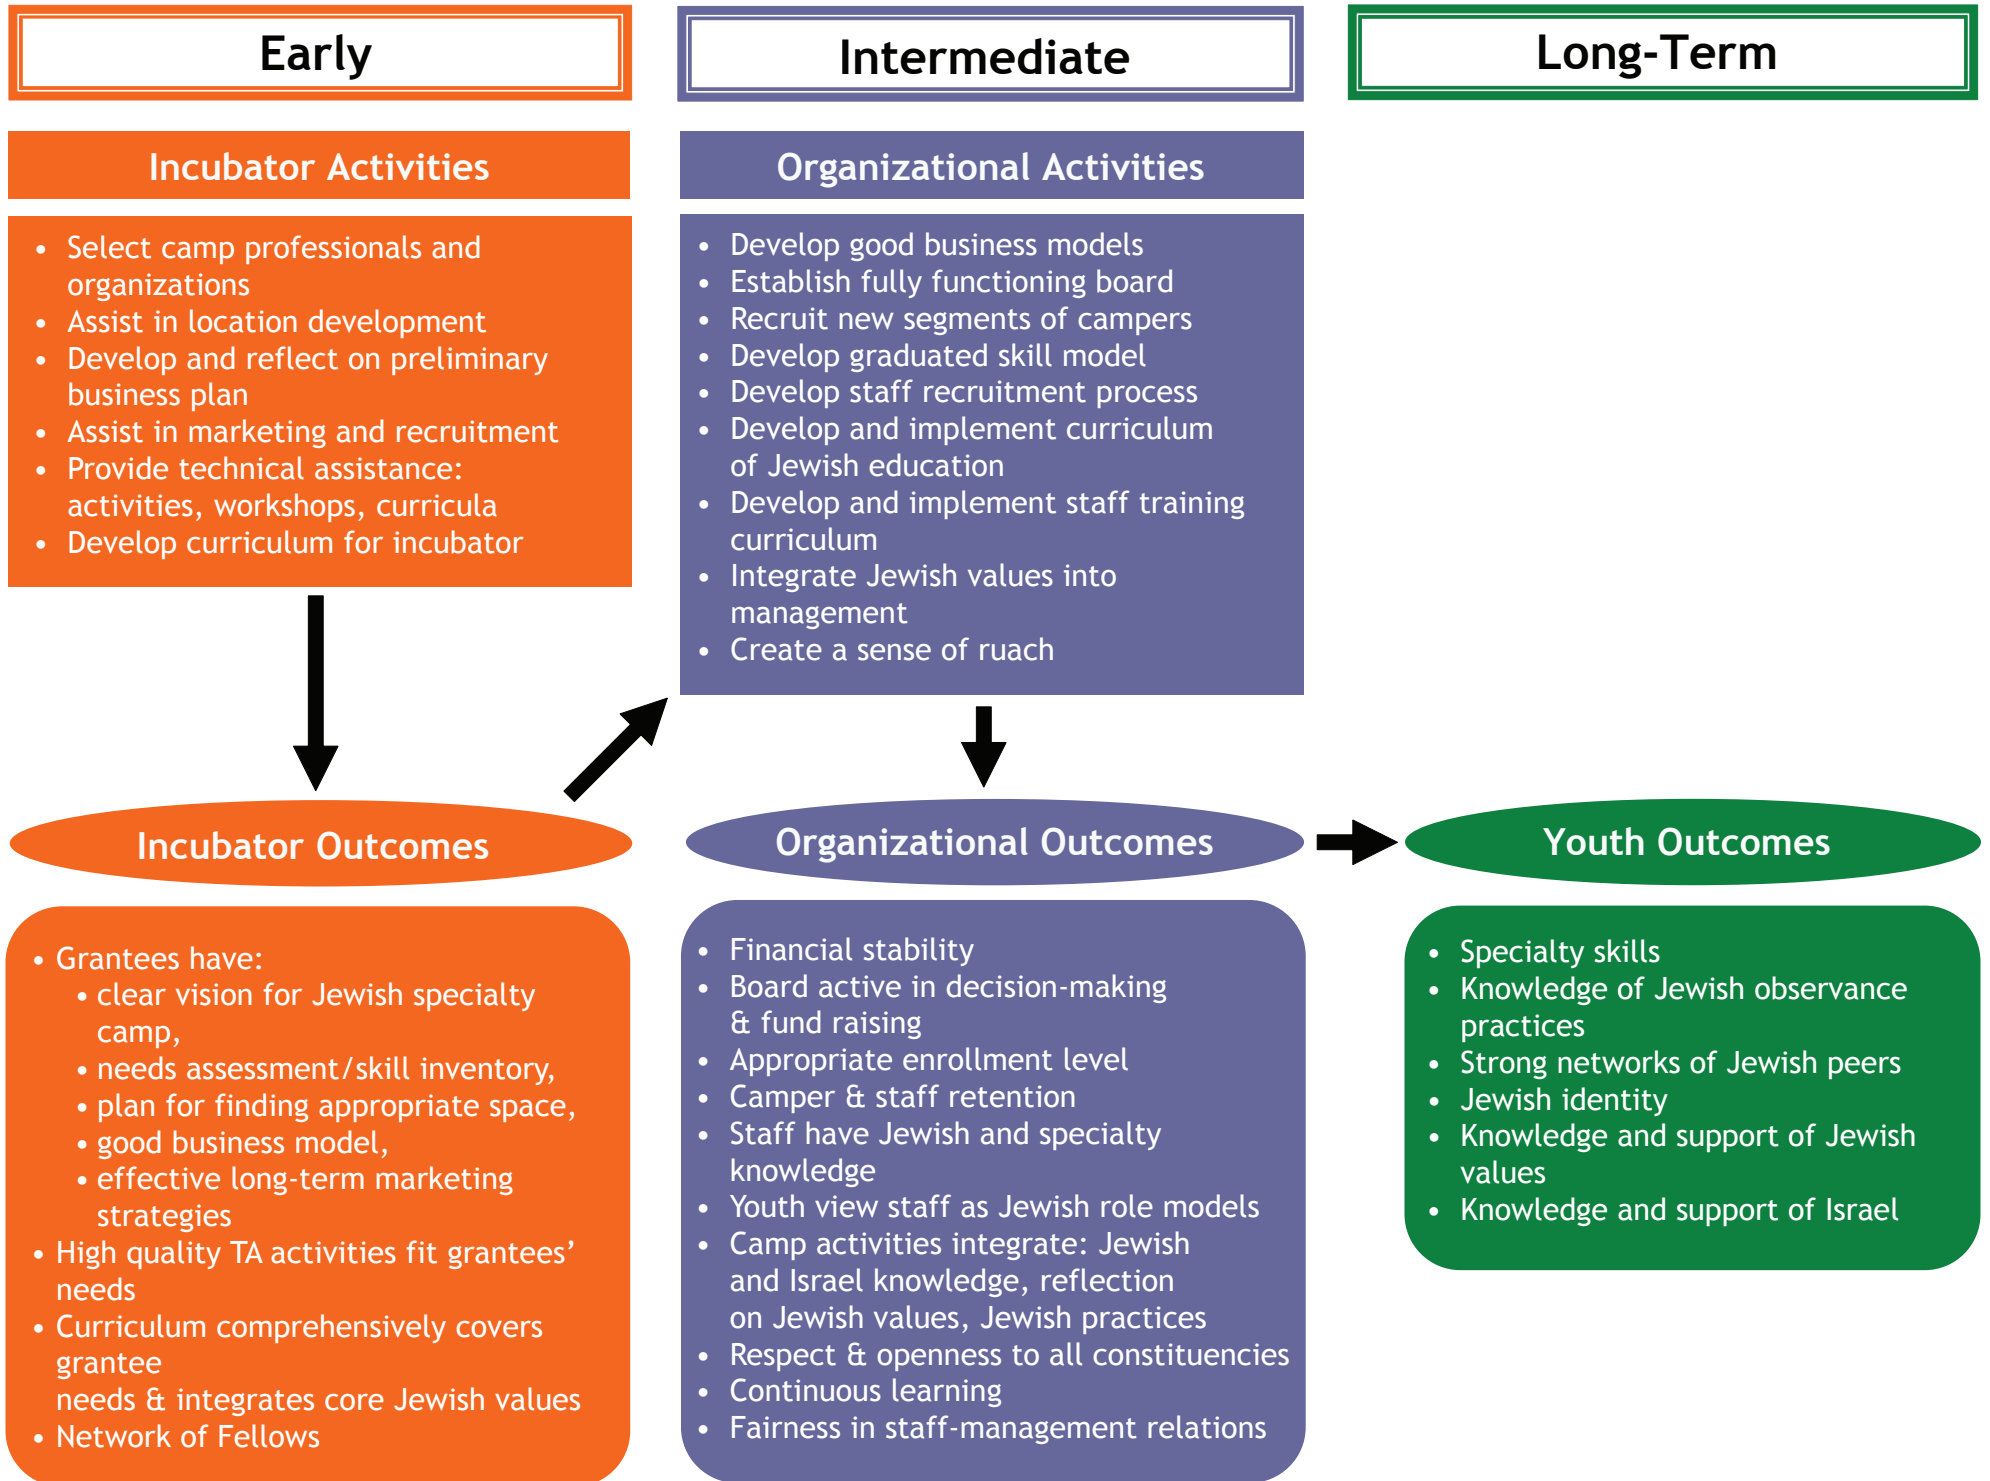 Early
Incubator Activities
• Select camp professionals and
organizations
• Assist in location development
• Develop and reflect on preliminary
business plan
• Assist in marketing and recruitment
• Provide technical assistance:
activities, workshops, curricula
• Develop curriculum for incubator
Incubator Outcomes
• Grantees have:
• clear vision for Jewish specialty
camp,
• needs assessment/skill inventory,
• plan for finding appropriate space,
• good business model,
• effective long-term marketing
strategies
• High quality TA activities fit grantees’
needs
• Curriculum comprehensively covers
grantee
needs & integrates core Jewish values
• Network of Fellows
Intermediate
Organizational Activities
• Develop good business models
• Establish fully functioning board
• Recruit new segments of campers
• Develop graduated skill model
• Develop staff recruitment process
• Develop and implement curriculum
of Jewish education
• Develop and implement staff training
curriculum
• Integrate Jewish values into
management
• Create a sense of ruach
Organizational Outcomes
• Financial stability
• Board active in decision-making
& fund raising
• Appropriate enrollment level
• Camper & staff retention
• Staff have Jewish and specialty
knowledge
• Youth view staff as Jewish role models
• Camp activities integrate: Jewish
and Israel knowledge, reflection
on Jewish values, Jewish practices
• Respect & openness to all constituencies
• Continuous learning
• Fairness in staff-management relations
Long-Term
Youth Outcomes
• Specialty skills
• Knowledge of Jewish observance
practices
• Strong networks of Jewish peers
• Jewish identity
• Knowledge and support of Jewish
values
• Knowledge and support of Israel